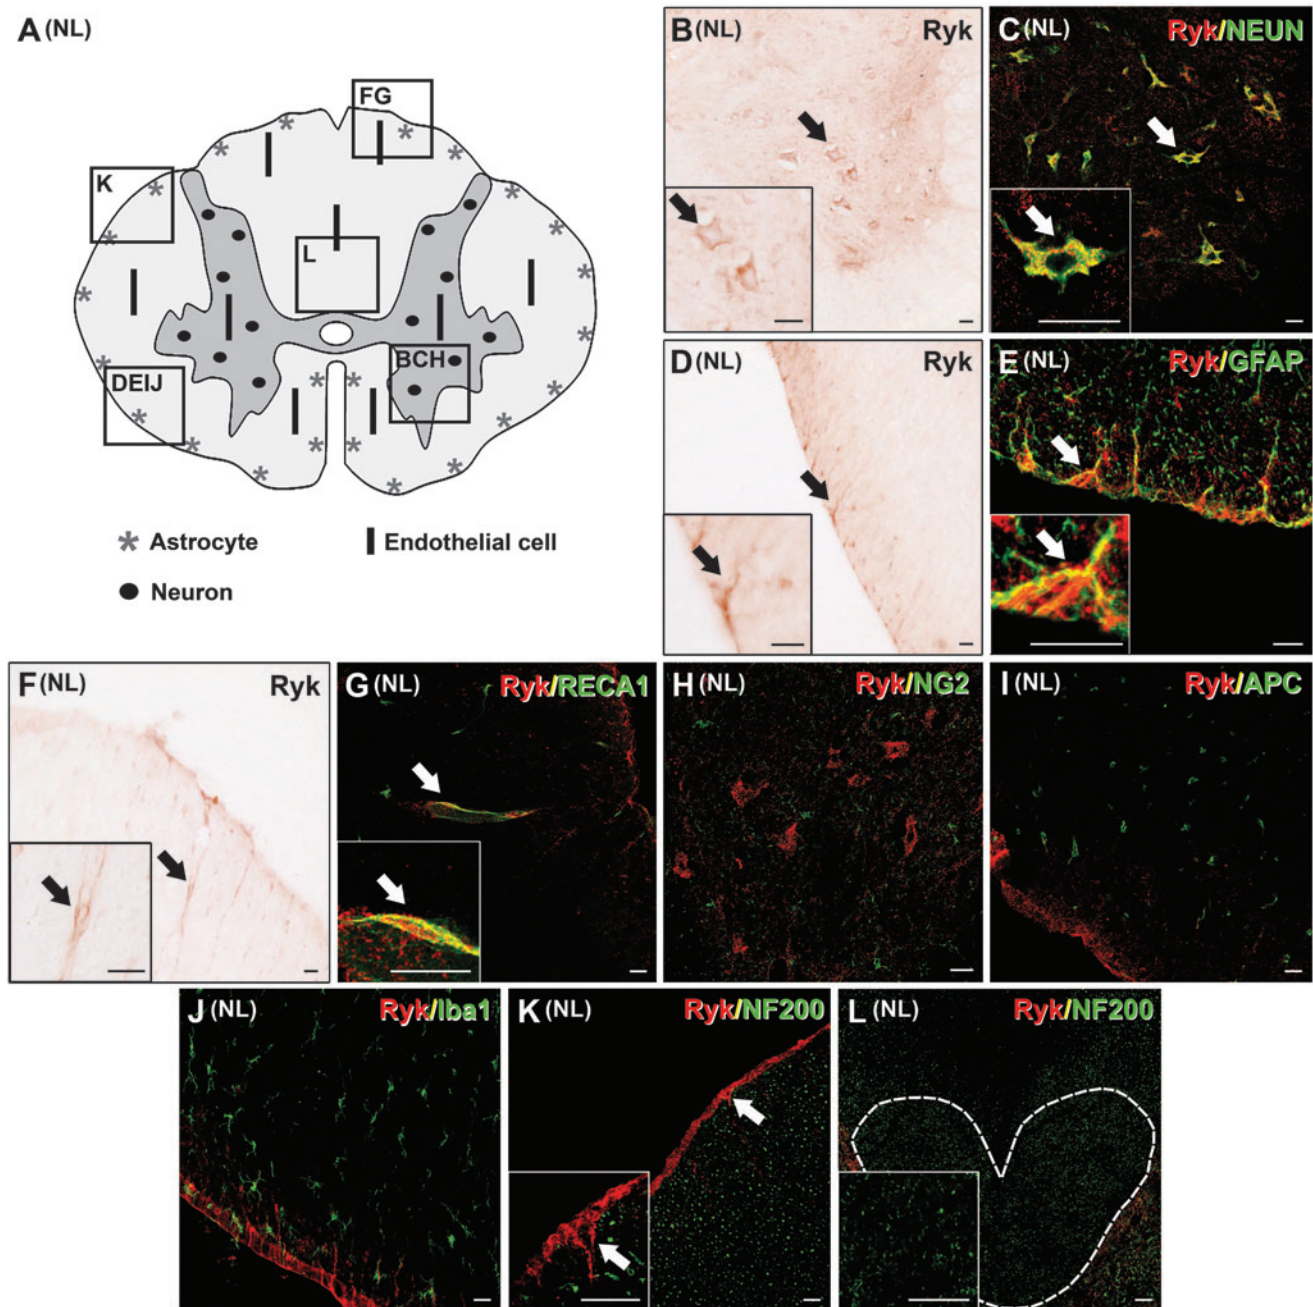 A (NL)
FG
K
L
BCH
DEIJ
Astrocyte
Endothelial cell
Neuron
B (NL) Ryk
C (NL) Ryk/NEUN
D (NL) Ryk
E (NL) Ryk/GFAP
F (NL) Ryk
G (NL) Ryk/RECA1
H (NL) Ryk/NG2
I (NL) Ryk/APC
J (NL) Ryk/Iba1
K (NL) Ryk/NF200
L (NL) Ryk/NF200